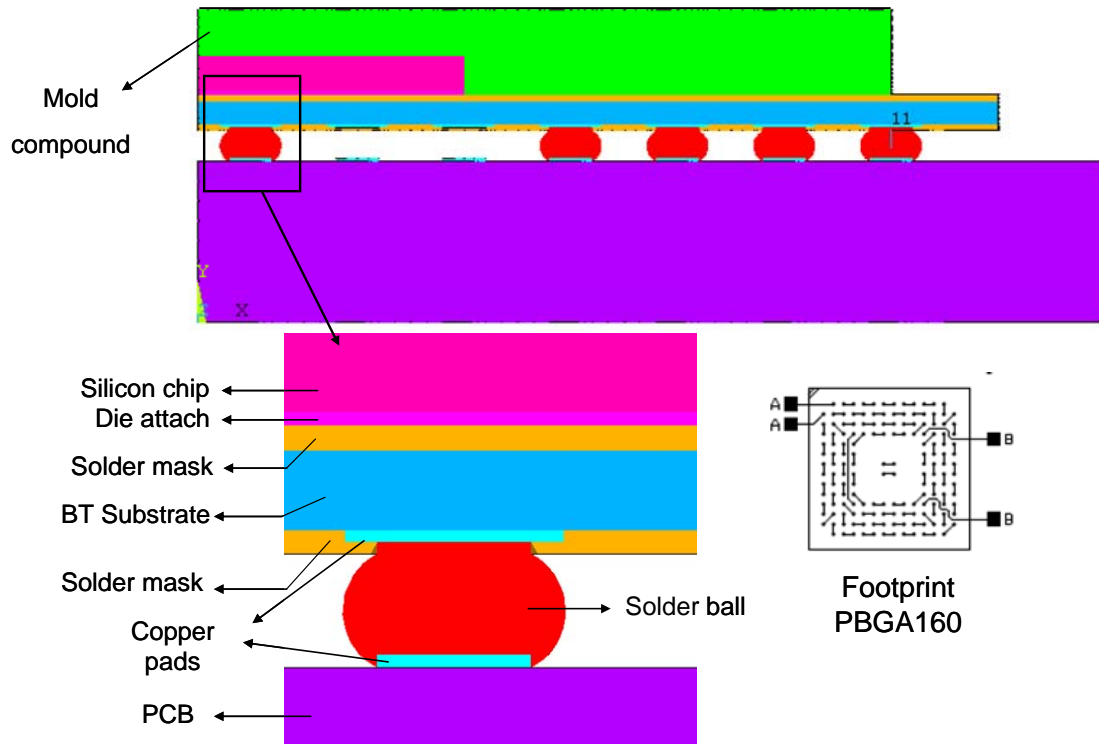 Mold
compound
11
Y
Z
X
Silicon chip
Die attach
Solder mask
BT Substrate
Solder mask
Copper
pads
PCB
Solder ball
A
A
B
B
Footprint
PBGA160